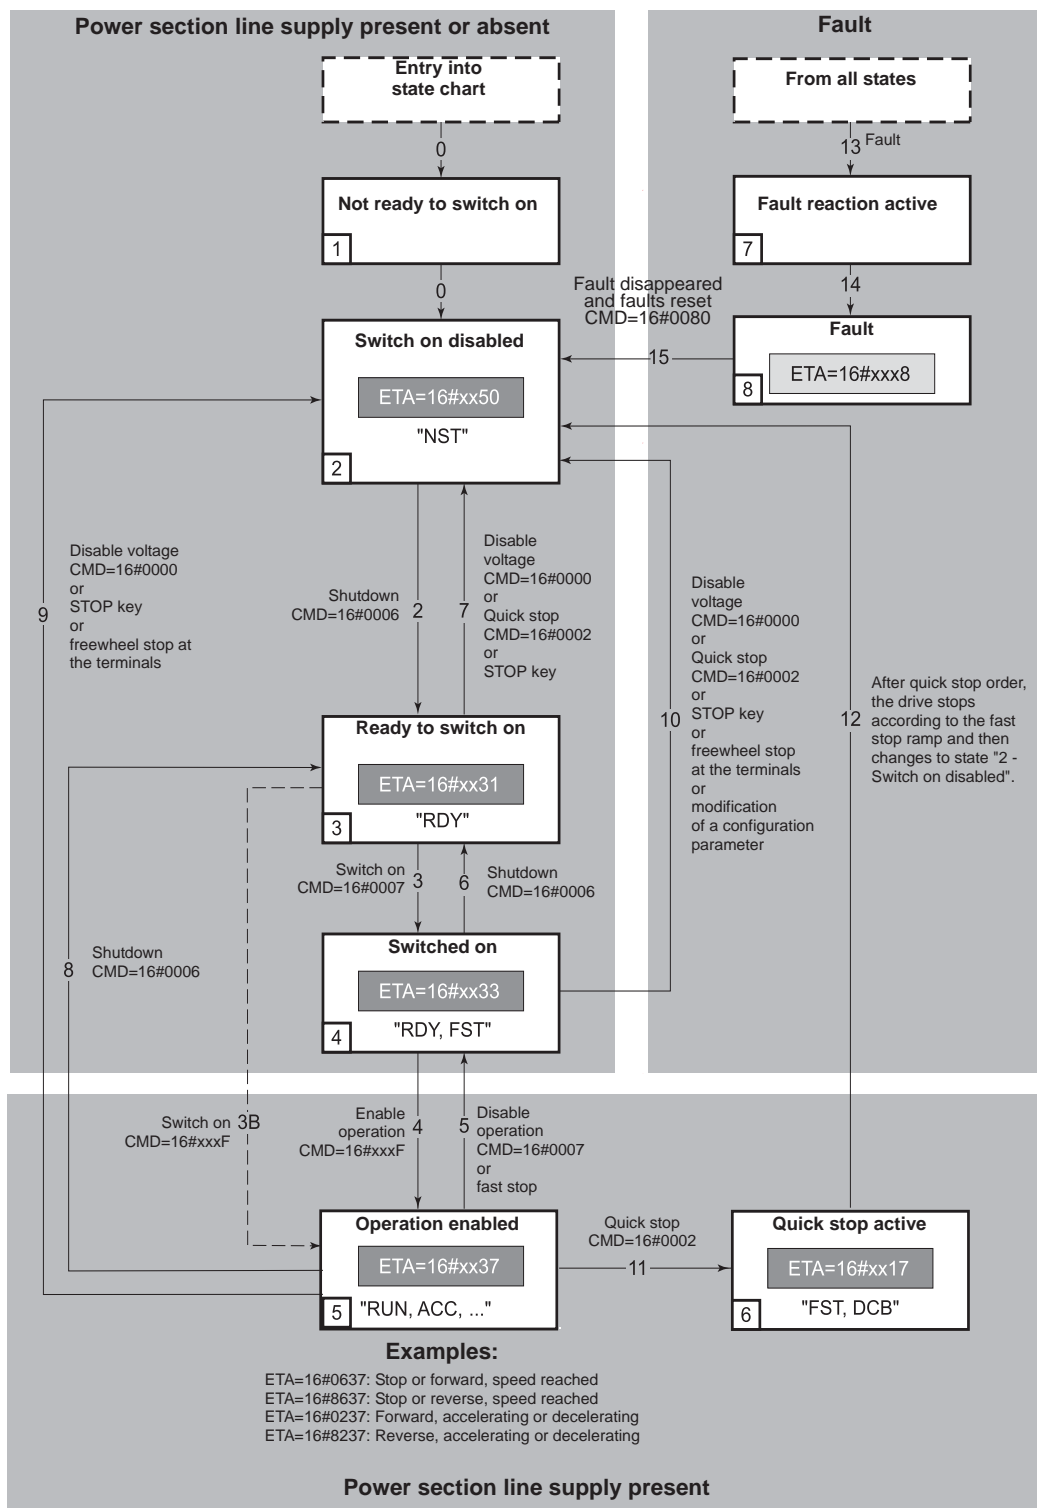 Power section line supply present or absent
Fault
Entry into
state chart
From all states
0
13
Fault
Not ready to switch on
1
Fault reaction active
7
0
14
Fault disappeared
and faults reset
CMD=16#0080
15
Switch on disabled
ETA=16#xx50
"NST"
2
Fault
ETA=16#xxx8
8
Disable voltage
CMD=16#0000
or
STOP key
or
freewheel stop at
the terminals
9
Shutdown
CMD=16#0006
2
7
Disable
voltage
CMD=16#0000
or
Quick stop
CMD=16#0002
or
STOP key
10
Disable
voltage
CMD=16#0000
or
Quick stop
CMD=16#0002
or
STOP key
or
freewheel stop
at the terminals
or
modification
of a configuration
parameter
12
After quick stop order,
the drive stops
according to the fast
stop ramp and then
changes to state "2 -
Switch on disabled".
Ready to switch on
ETA=16#xx31
"RDY"
3
Switch on
CMD=16#0007
3
6
Shutdown
CMD=16#0006
8
Shutdown
CMD=16#0006
Switched on
ETA=16#xx33
"RDY, FST"
4
Switch on
CMD=16#xxxF
3B
Enable
operation
CMD=16#xxxF
4
5
Disable
operation
CMD=16#0007
or
fast stop
Operation enabled
ETA=16#xx37
"RUN, ACC, ..."
5
Quick stop
CMD=16#0002
11
Quick stop active
ETA=16#xx17
"FST, DCB"
6
Examples:
ETA=16#0637: Stop or forward, speed reached
ETA=16#8637: Stop or reverse, speed reached
ETA=16#0237: Forward, accelerating or decelerating
ETA=16#8237: Reverse, accelerating or decelerating
Power section line supply present